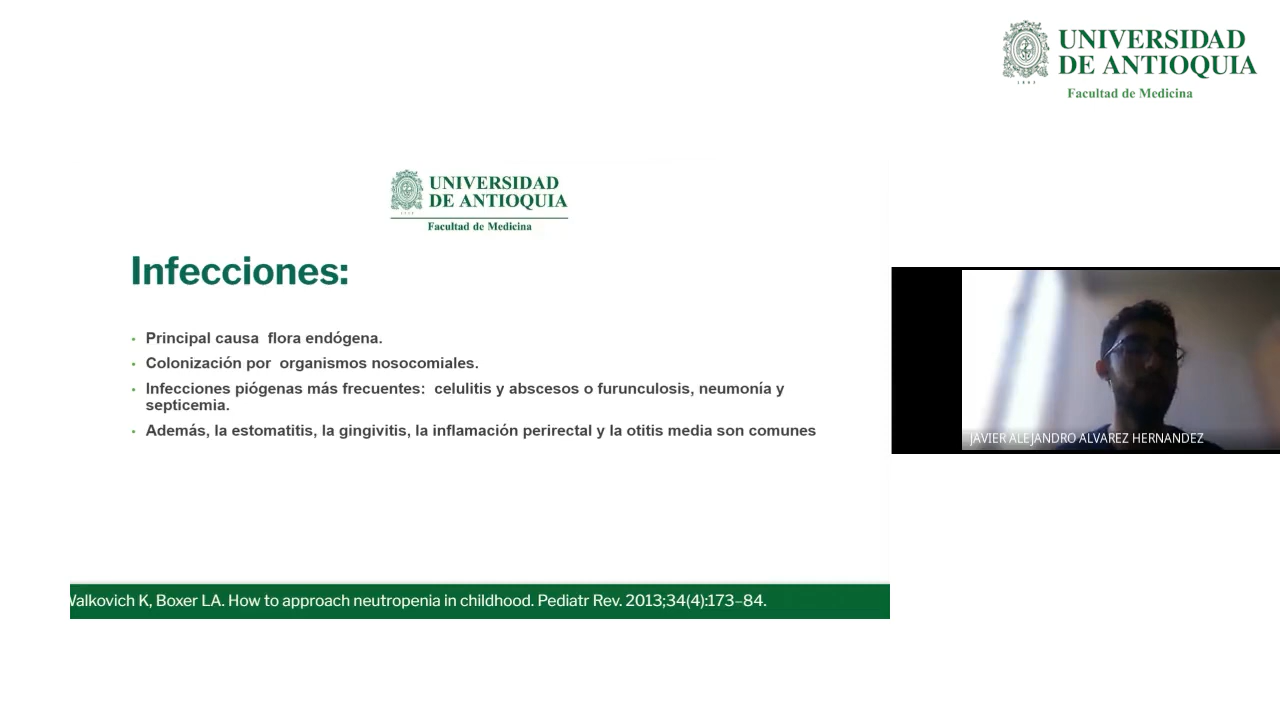 UNIVERSIDAD
DE ANTIOQUIA
1803
Facultad de Medicina
UNIVERSIDAD
DE ANTIOQUIA
Facultad de Medicina
Infecciones:
• Principal causa flora endógena.
• Colonización por organismos nosocomiales.
• Infecciones piógenas más frecuentes: celulitis y abscesos o furunculosis, neumonía y
septicemia.
• Además, la estomatitis, la gingivitis, la inflamación perirectal y la otitis media son comunes
JAVIER ALEJANDRO ALVAREZ HERNANDEZ
Walkovich K, Boxer LA. How to approach neutropenia in childhood. Pediatr Rev. 2013;34(4):173–84.